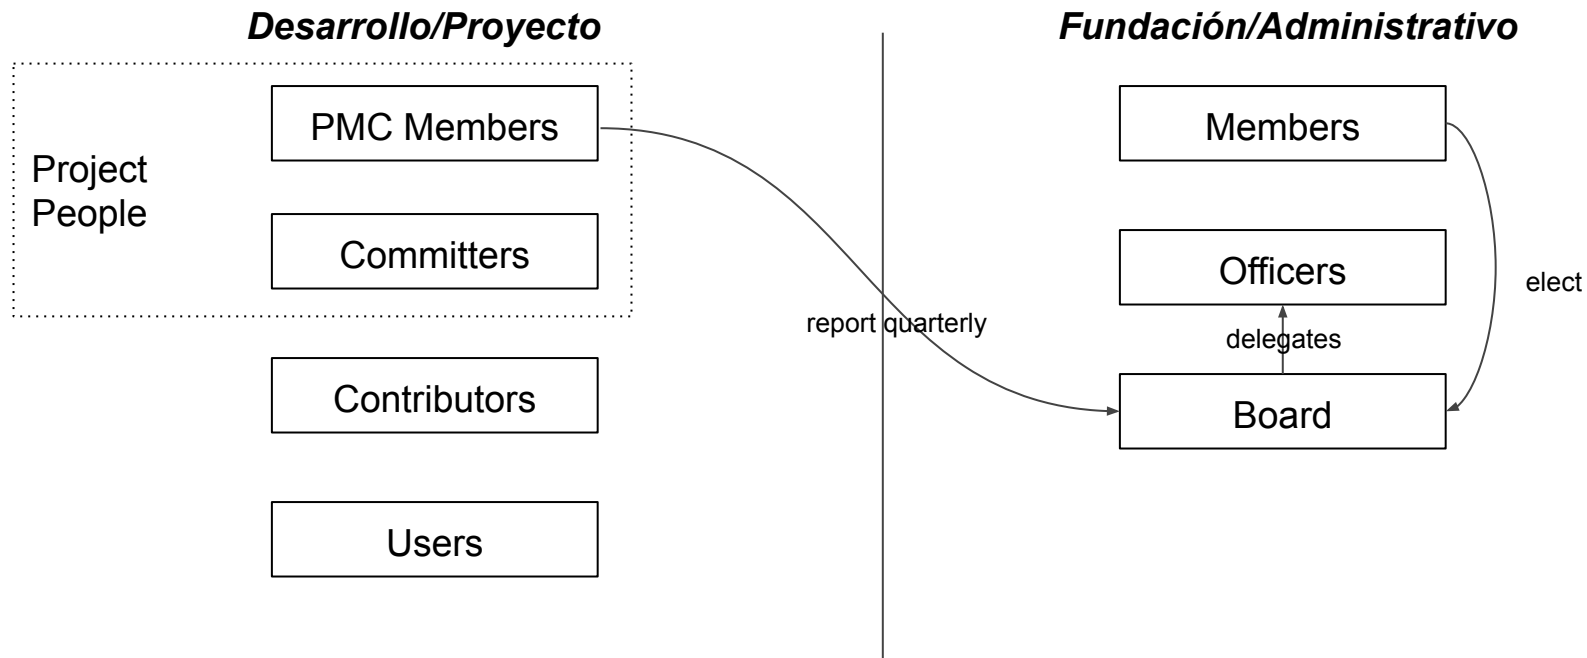 Desarrollo/Proyecto
Fundación/Administrativo
PMC Members
Members
Project
People
Committers
Officers
elect
report quarterly
delegates
Contributors
Board
Users